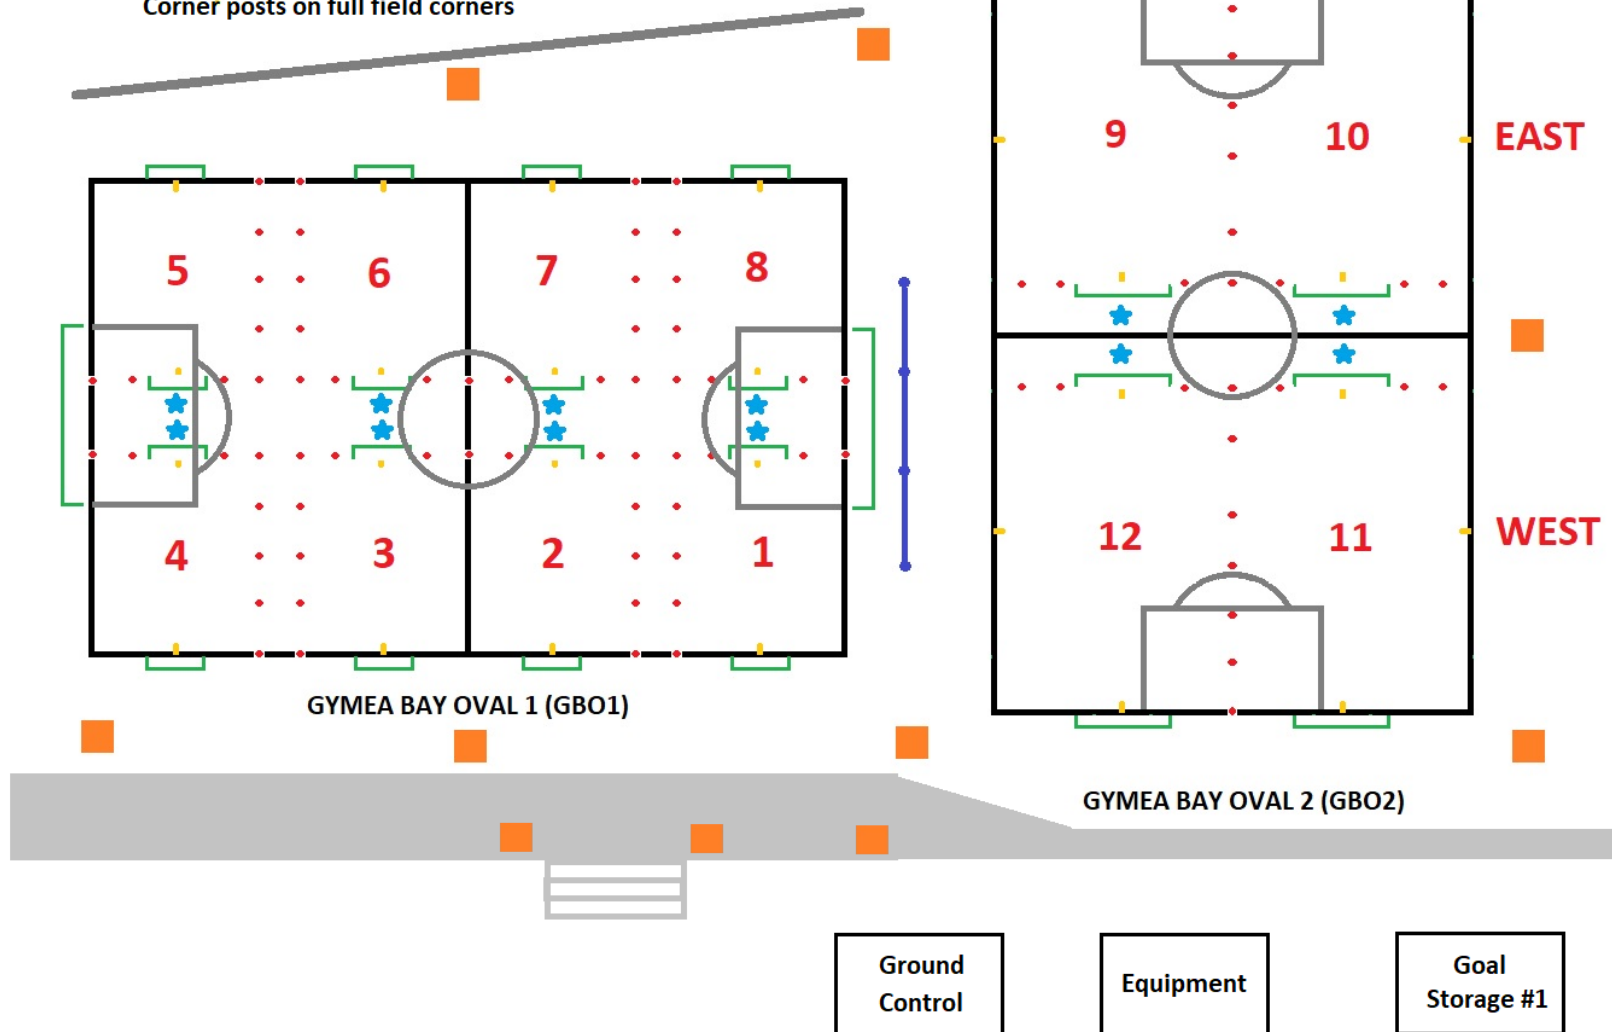 Corner posts on full field corners
9 10 EAST
5 6 7 8
4 3 2 1
12 11 WEST
GYMEA BAY OVAL 1 (GBO1)
GYMEA BAY OVAL 2 (GBO2)
Ground
Control
Equipment
Goal
Storage #1